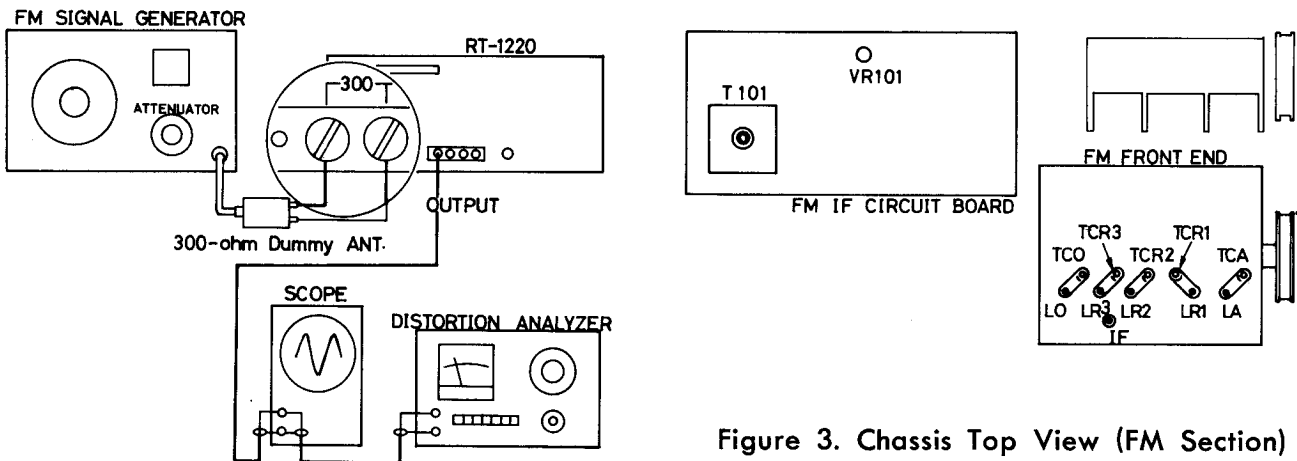 FM SIGNAL GENERATOR
ATTENUATOR
RT-1220
300
OUTPUT
300-ohm Dummy ANT.
SCOPE
DISTORTION ANALYZER
VR101
T 101
FM IF CIRCUIT BOARD
FM FRONT END
TCR3 TCR1
TCO TCR2 TCA
LO LR3 LR2 LR1 LA
IF
Figure 3. Chassis Top View (FM Section)